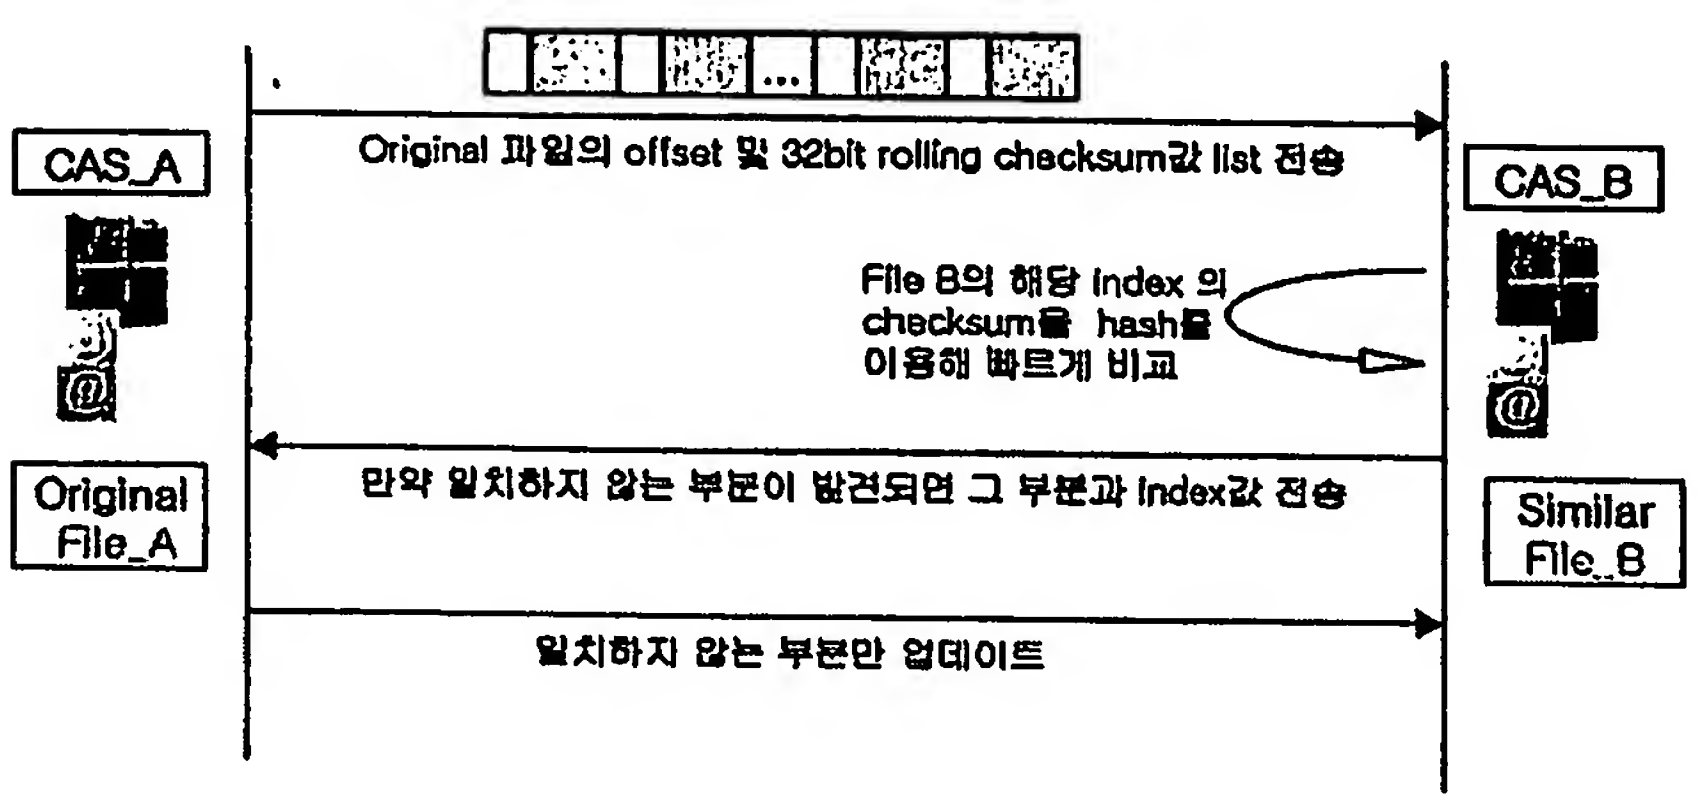 ...
Original 파일의 offset 및 32bit rolling checksum값 list 전송
CAS_A
CAS_B
File B의 해당 index 의
checksum을 hash를
이용해 빠르게 비교
@
@
만약 일치하지 않는 부분이 발견되면 그 부분과 index값 전송
Original
File_A
Similar
File_B
일치하지 않는 부분만 업데이트